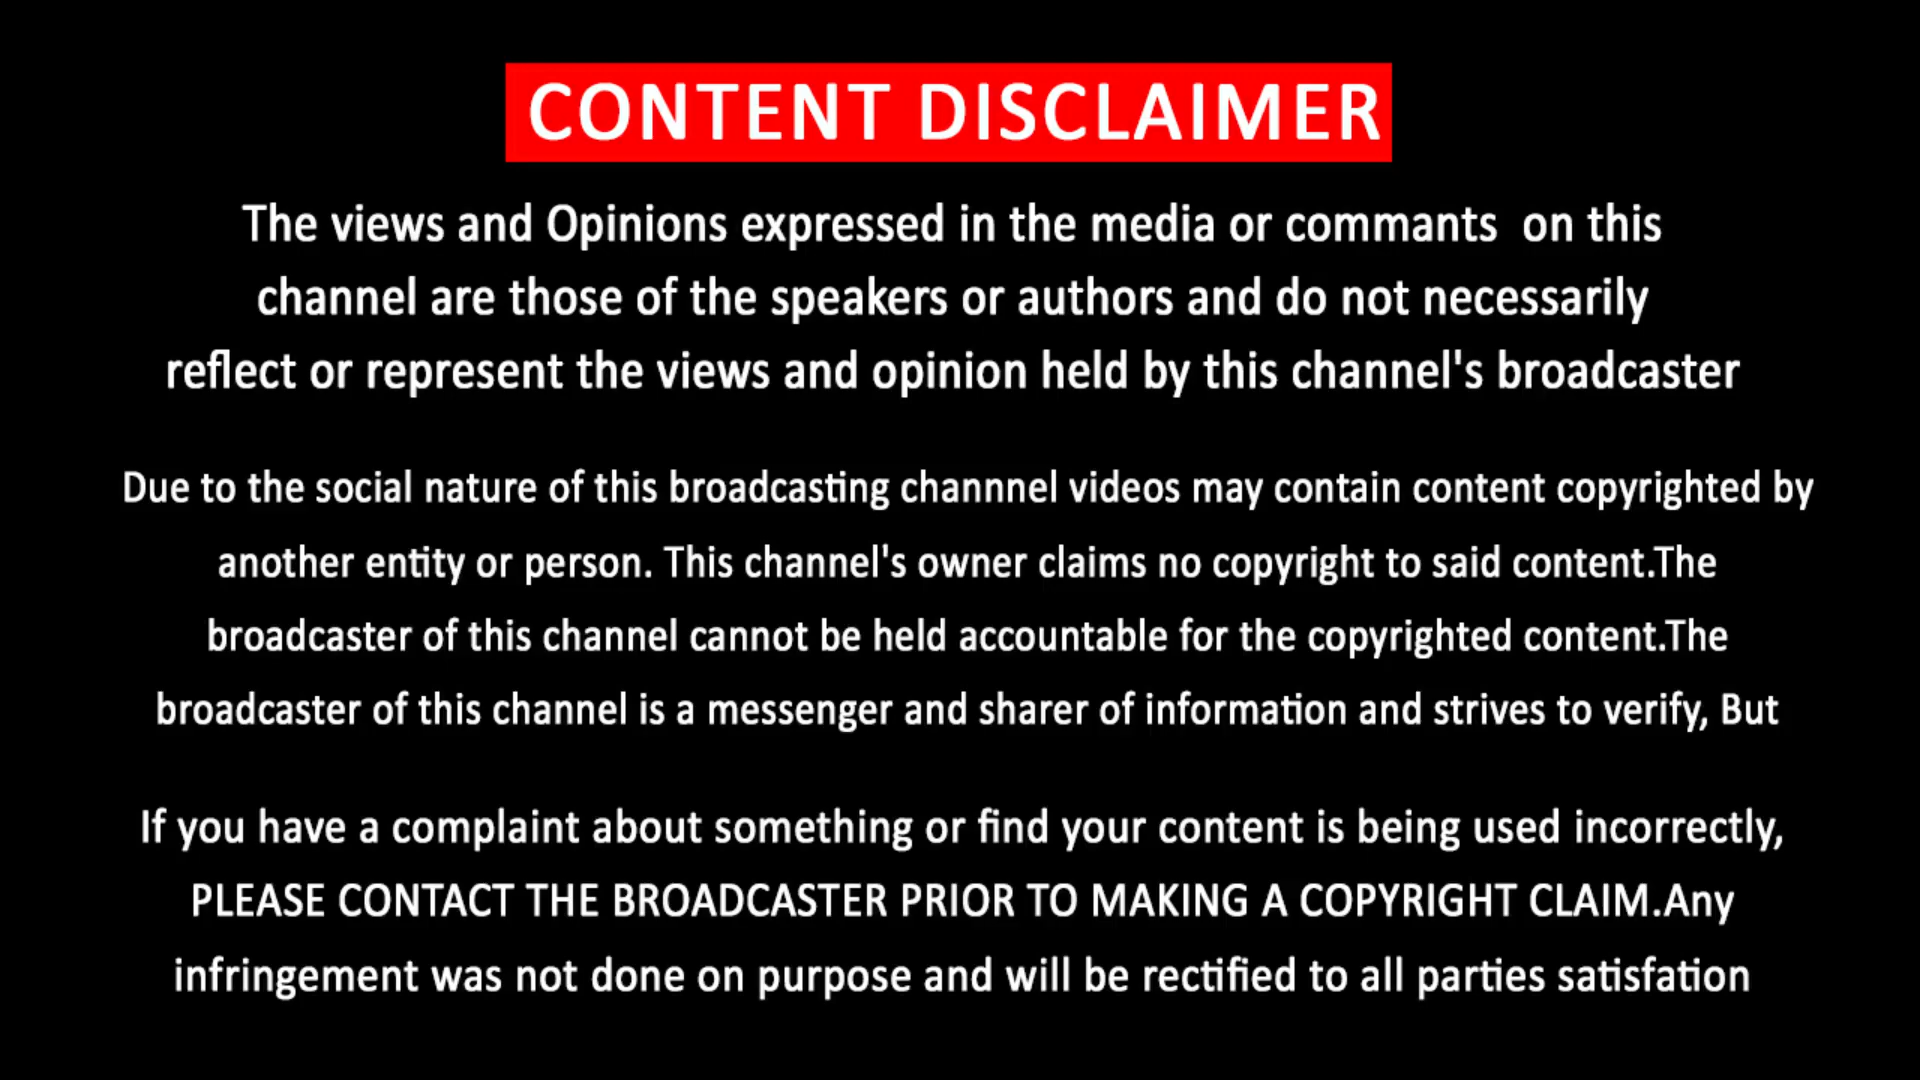 CONTENT DISCLAIMER
The views and Opinions expressed in the media or commants on this
channel are those of the speakers or authors and do not necessarily
reflect or represent the views and opinion held by this channel's broadcaster
Due to the social nature of this broadcasting channnel videos may contain content copyrighted by
another entity or person. This channel's owner claims no copyright to said content.The
broadcaster of this channel cannot be held accountable for the copyrighted content.The
broadcaster of this channel is a messenger and sharer of information and strives to verify, But
If you have a complaint about something or find your content is being used incorrectly,
PLEASE CONTACT THE BROADCASTER PRIOR TO MAKING A COPYRIGHT CLAIM.Any
infringement was not done on purpose and will be rectified to all parties satisfation